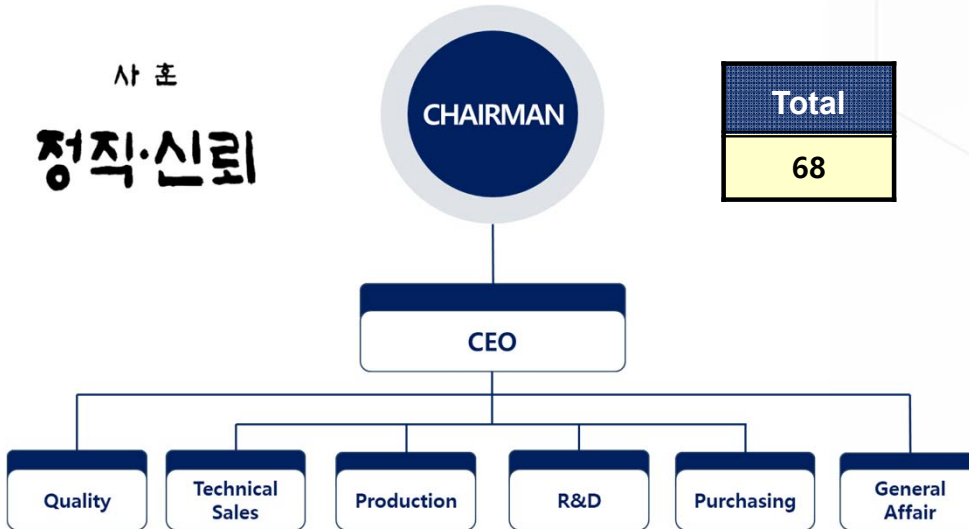 사 훈
정직·신뢰
CHAIRMAN
Total
68
CEO
Quality
Technical
Sales
Production
R&D
Purchasing
General
Affair